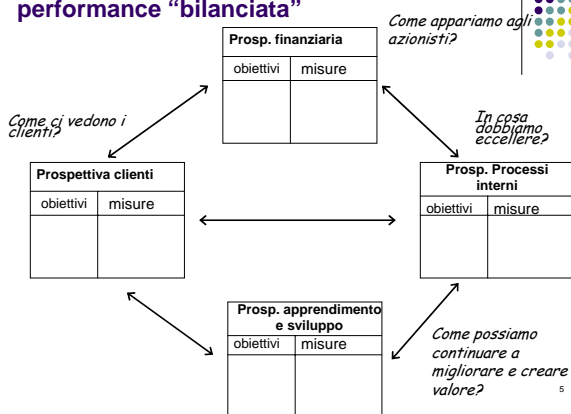 performance “bilanciata”
Come appariamo agli
azionisti?
Prosp. finanziaria
obiettivi misure
Come ci vedono i
clienti?
In cosa
dobbiamo
eccellere?
Prospettiva clienti
obiettivi misure
Prosp. Processi
interni
obiettivi misure
Prosp. apprendimento
e sviluppo
obiettivi misure
Come possiamo
continuare a
migliorare e creare
valore?
5